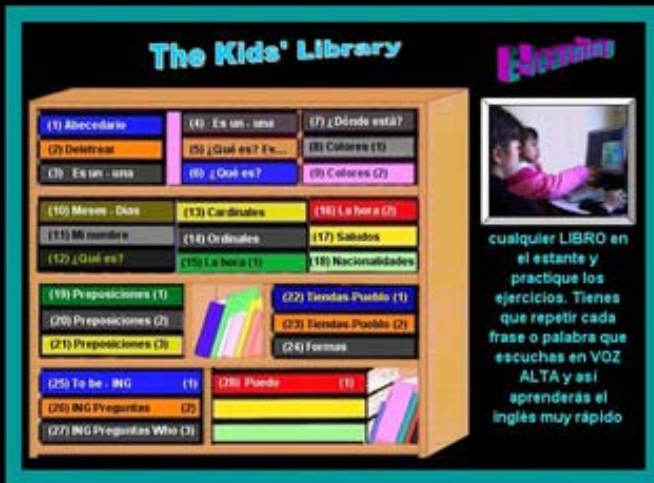 The Kids' Library
E-Learning
(1) Abecedario
(2) Deletrear
(3) Es un - una
(4) Es un - una
(5) ¿Qué es? Es...
(6) ¿Qué es?
(7) ¿Dónde está?
(8) Colores (1)
(9) Colores (2)
(10) Meses - Dias
(11) Mi nombre
(12) ¿Qué es?
(13) Cardinales
(14) Ordinales
(15) La hora (1)
(16) La hora (2)
(17) Saludos
(18) Nacionalidades
(19) Preposiciones (1)
(20) Preposiciones (2)
(21) Preposiciones (3)
(22) Tiendas-Pueblo (1)
(23) Tiendas-Pueblo (2)
(24) Formas
(25) To be - ING (1)
(26) ING Preguntas (2)
(27) ING Preguntas Who (3)
(28) Puedo (1)
cualquier LIBRO en
el estante y
practique los
ejercicios. Tienes
que repetir cada
frase o palabra que
escuchas en VOZ
ALTA y así
aprenderás el
inglés muy rápido